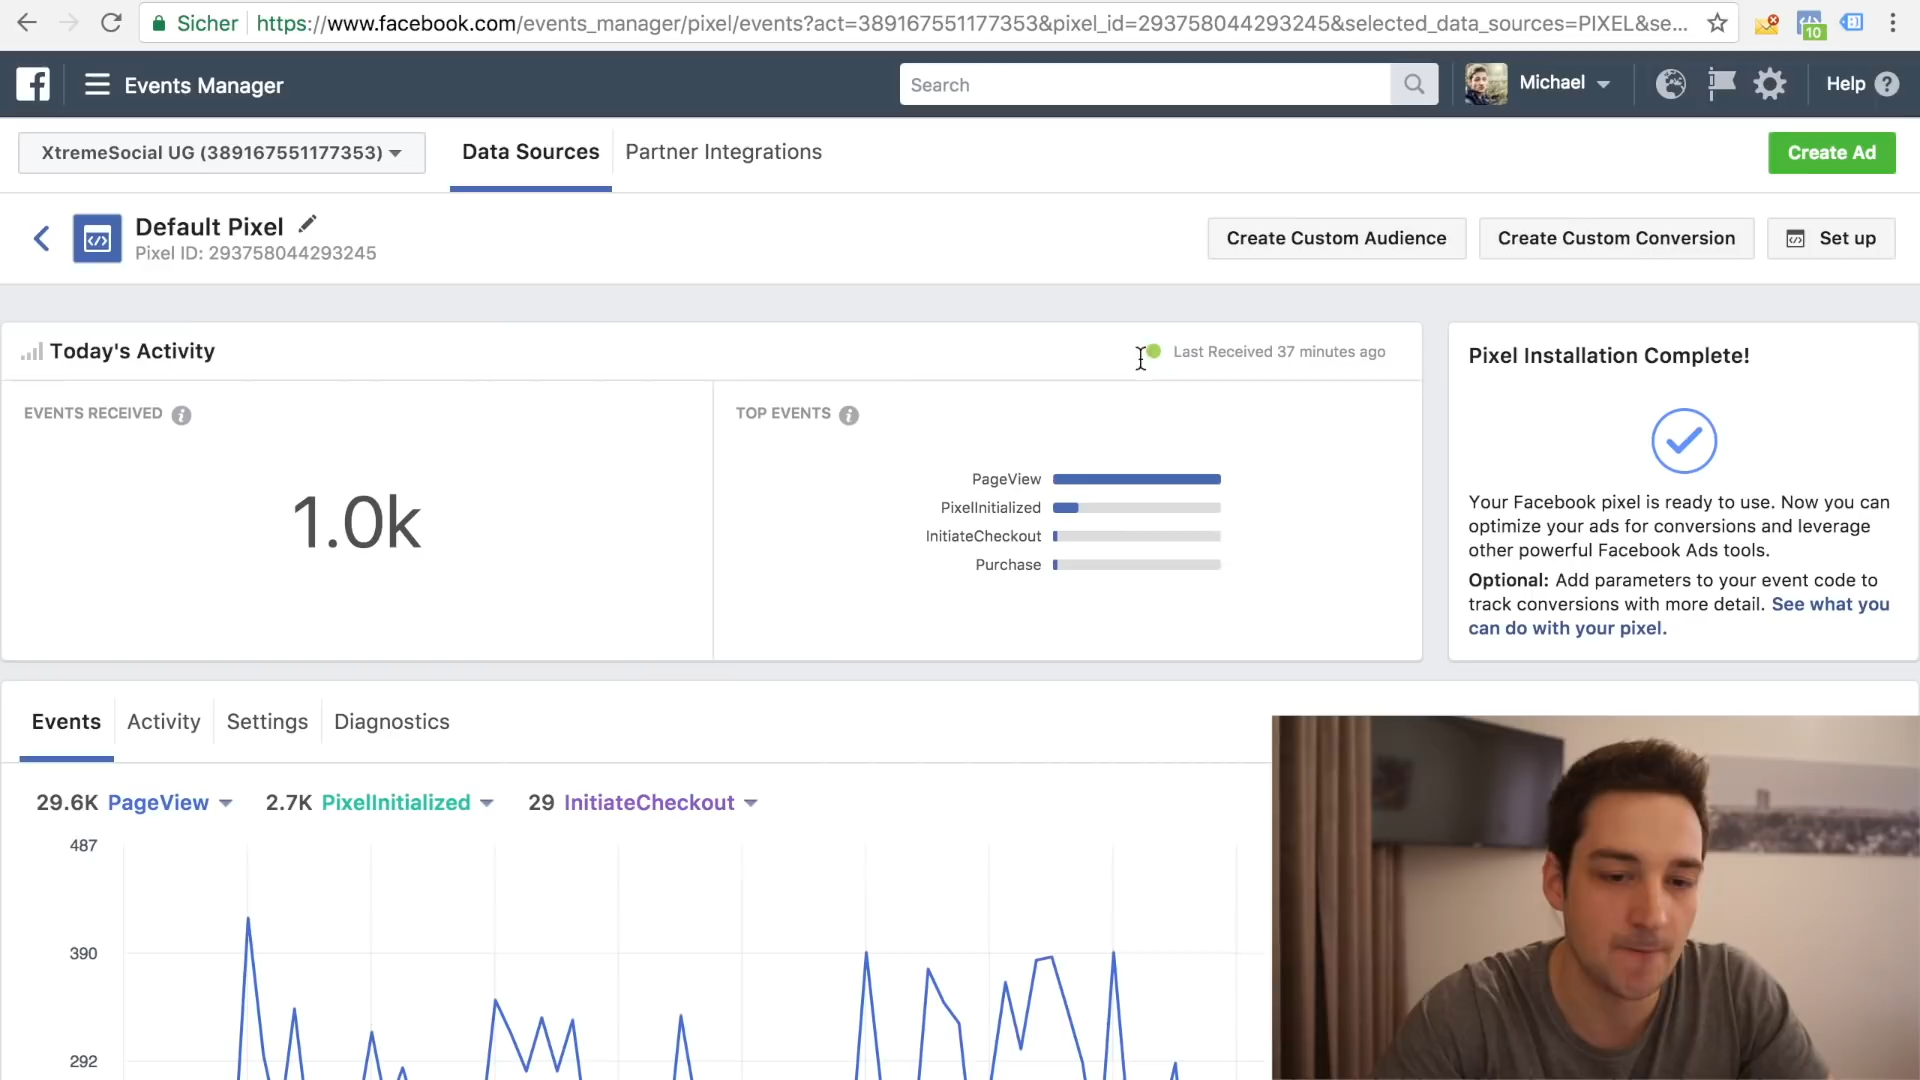 Sicher https://www.facebook.com/events_manager/pixel/events?act=389167551177353&pixel_id=293758044293245&selected_data_sources=PIXEL&se...
10
Events Manager
Search
Michael
Help
XtremeSocial UG (389167551177353)
Data Sources
Partner Integrations
Create Ad
Default Pixel
Pixel ID: 293758044293245
Create Custom Audience
Create Custom Conversion
Set up
Today's Activity
Last Received 37 minutes ago
EVENTS RECEIVED
1.0k
TOP EVENTS
PageView
PixelInitialized
InitiateCheckout
Purchase
Pixel Installation Complete!
Your Facebook pixel is ready to use. Now you can
optimize your ads for conversions and leverage
other powerful Facebook Ads tools.
Optional: Add parameters to your event code to
track conversions with more detail. See what you
can do with your pixel.
Events
Activity
Settings
Diagnostics
29.6K PageView
2.7K PixelInitialized
29 InitiateCheckout
487
390
292